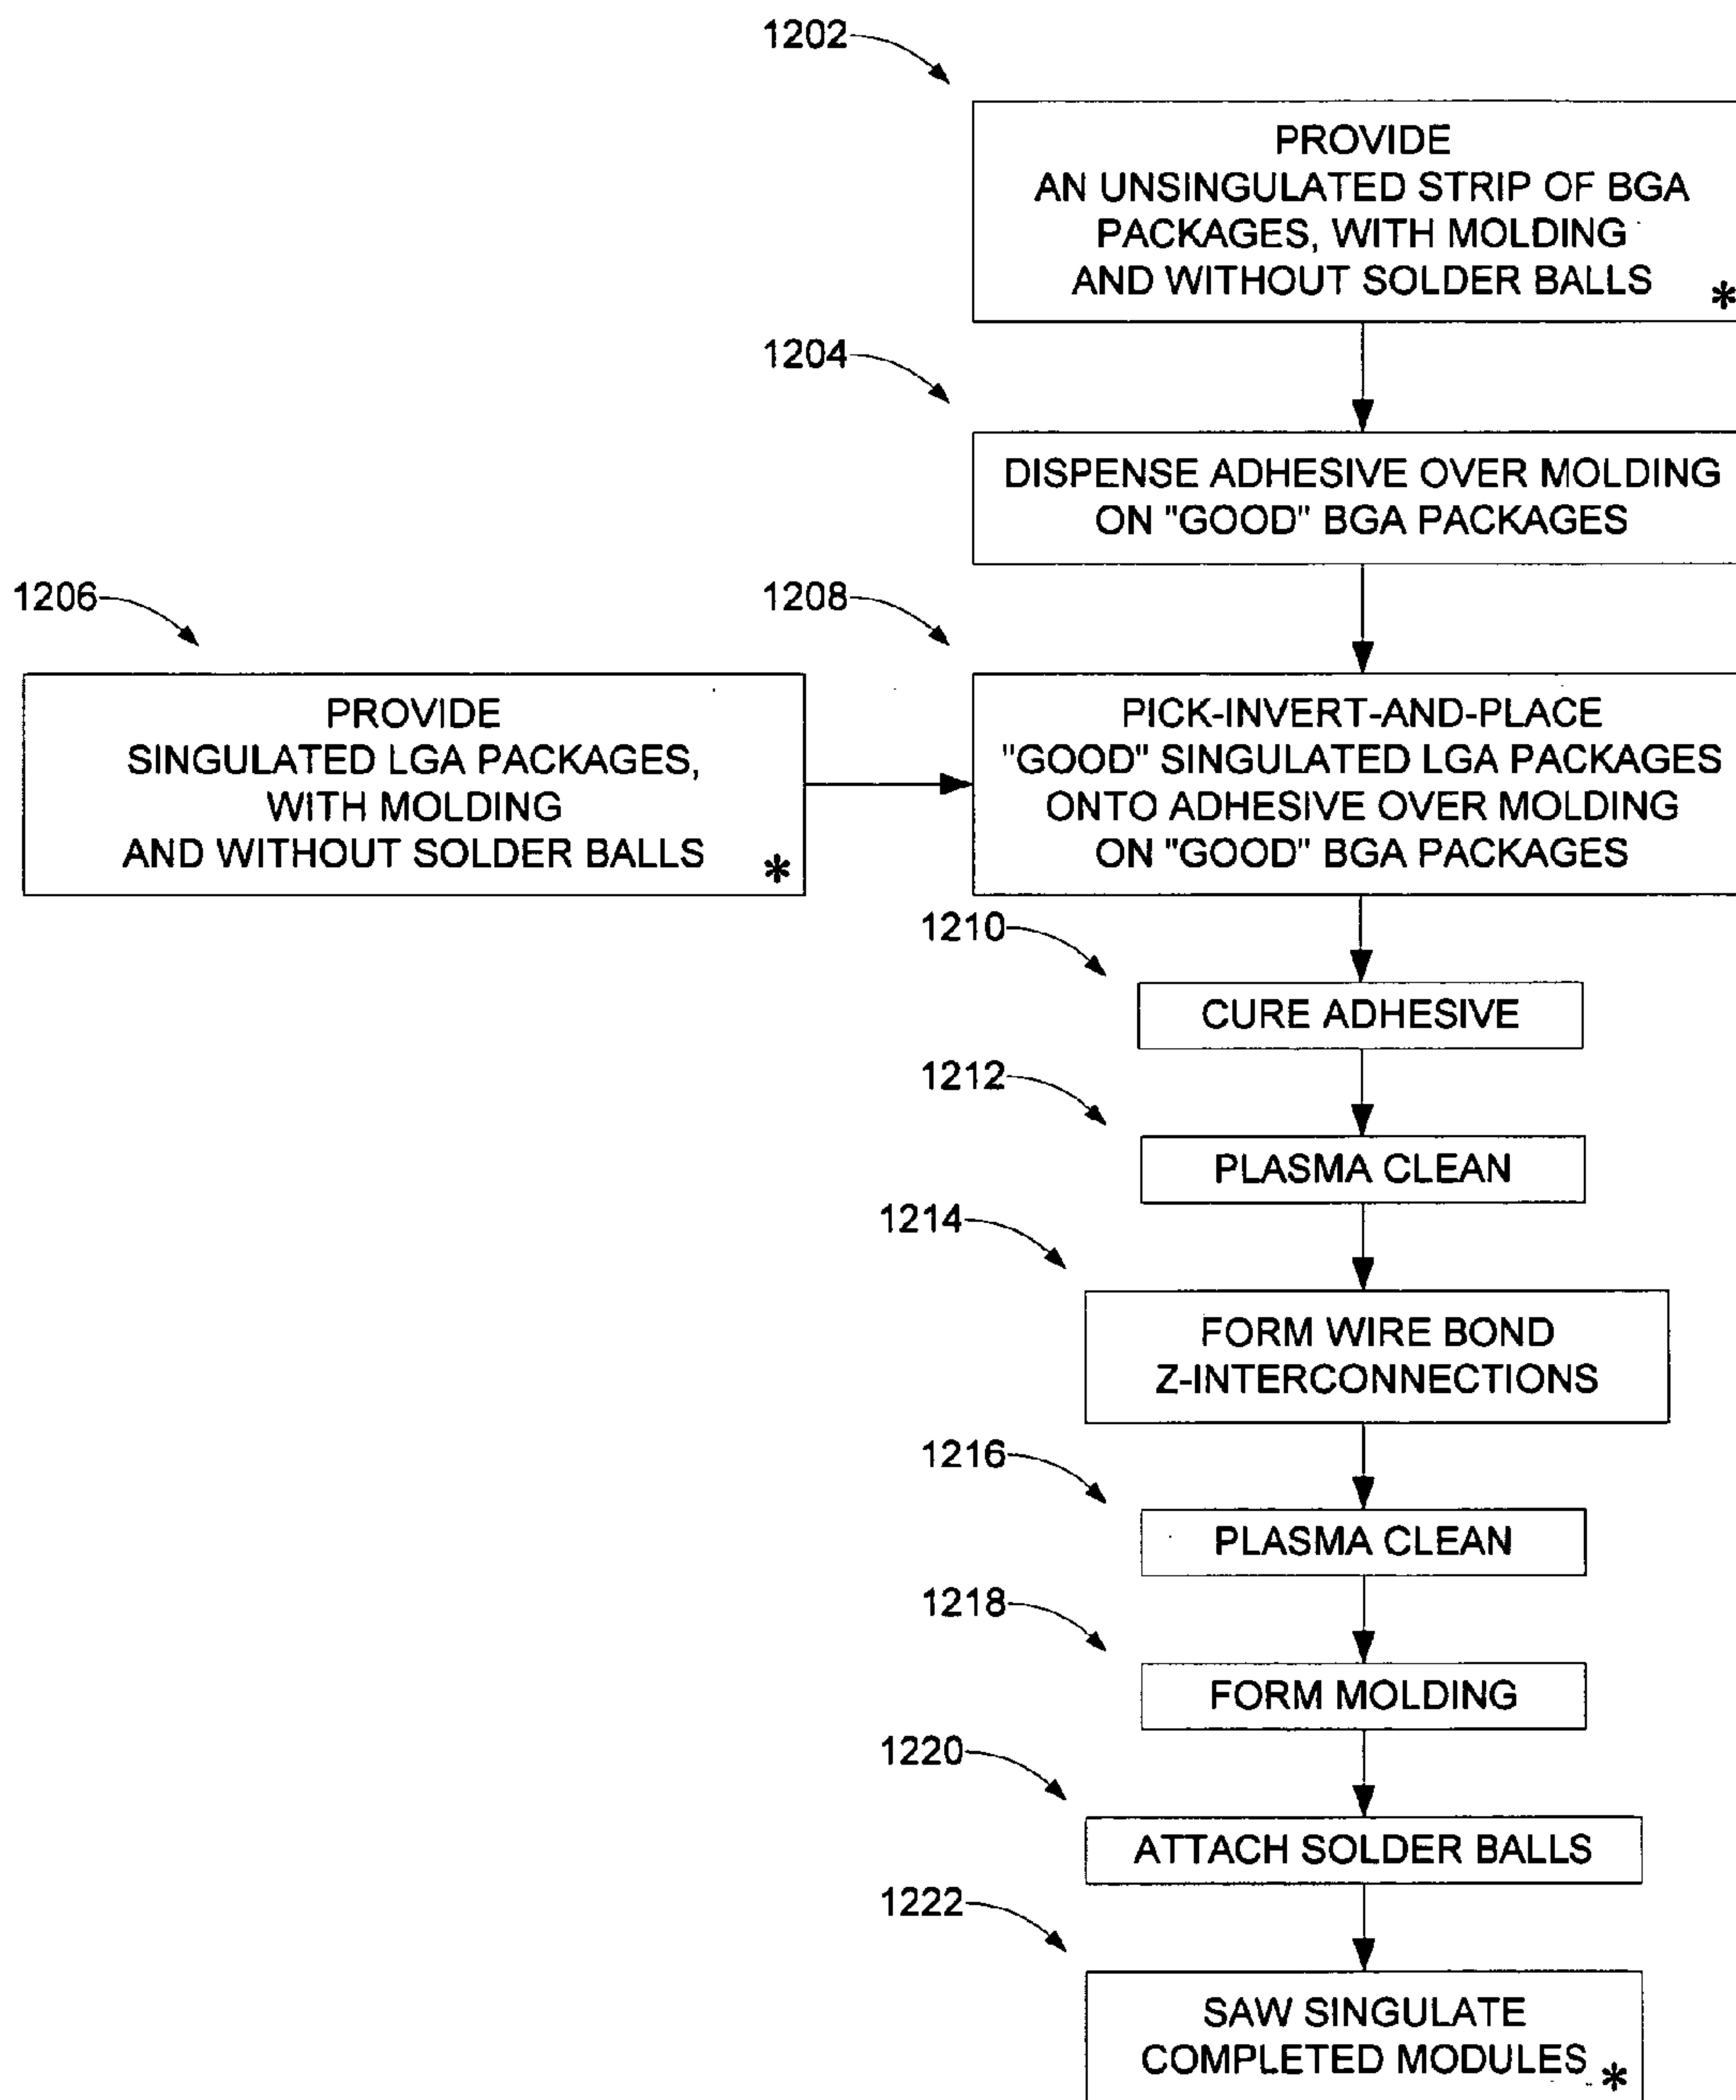 1202
PROVIDE
AN UNSINGULATED STRIP OF BGA
PACKAGES, WITH MOLDING
AND WITHOUT SOLDER BALLS
*
1204
DISPENSE ADHESIVE OVER MOLDING
ON "GOOD" BGA PACKAGES
1206
PROVIDE
SINGULATED LGA PACKAGES,
WITH MOLDING
AND WITHOUT SOLDER BALLS
*
1208
PICK-INVERT-AND-PLACE
"GOOD" SINGULATED LGA PACKAGES
ONTO ADHESIVE OVER MOLDING
ON "GOOD" BGA PACKAGES
1210
CURE ADHESIVE
1212
PLASMA CLEAN
1214
FORM WIRE BOND
Z-INTERCONNECTIONS
1216
PLASMA CLEAN
1218
FORM MOLDING
1220
ATTACH SOLDER BALLS
1222
SAW SINGULATE
COMPLETED MODULES
*